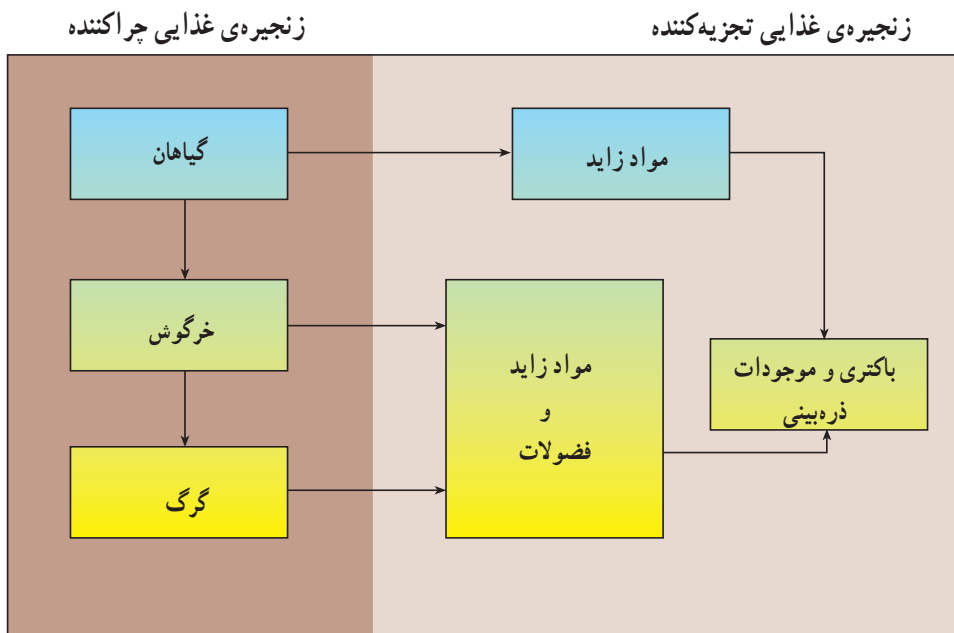 زنجیره‌ی غذایی تجزیه‌کننده
زنجیره‌ی غذایی چراکننده
گیاهان
مواد زاید
خرگوش
مواد زاید
و
فضولات
باکتری و موجودات
ذره‌بینی
گرگ